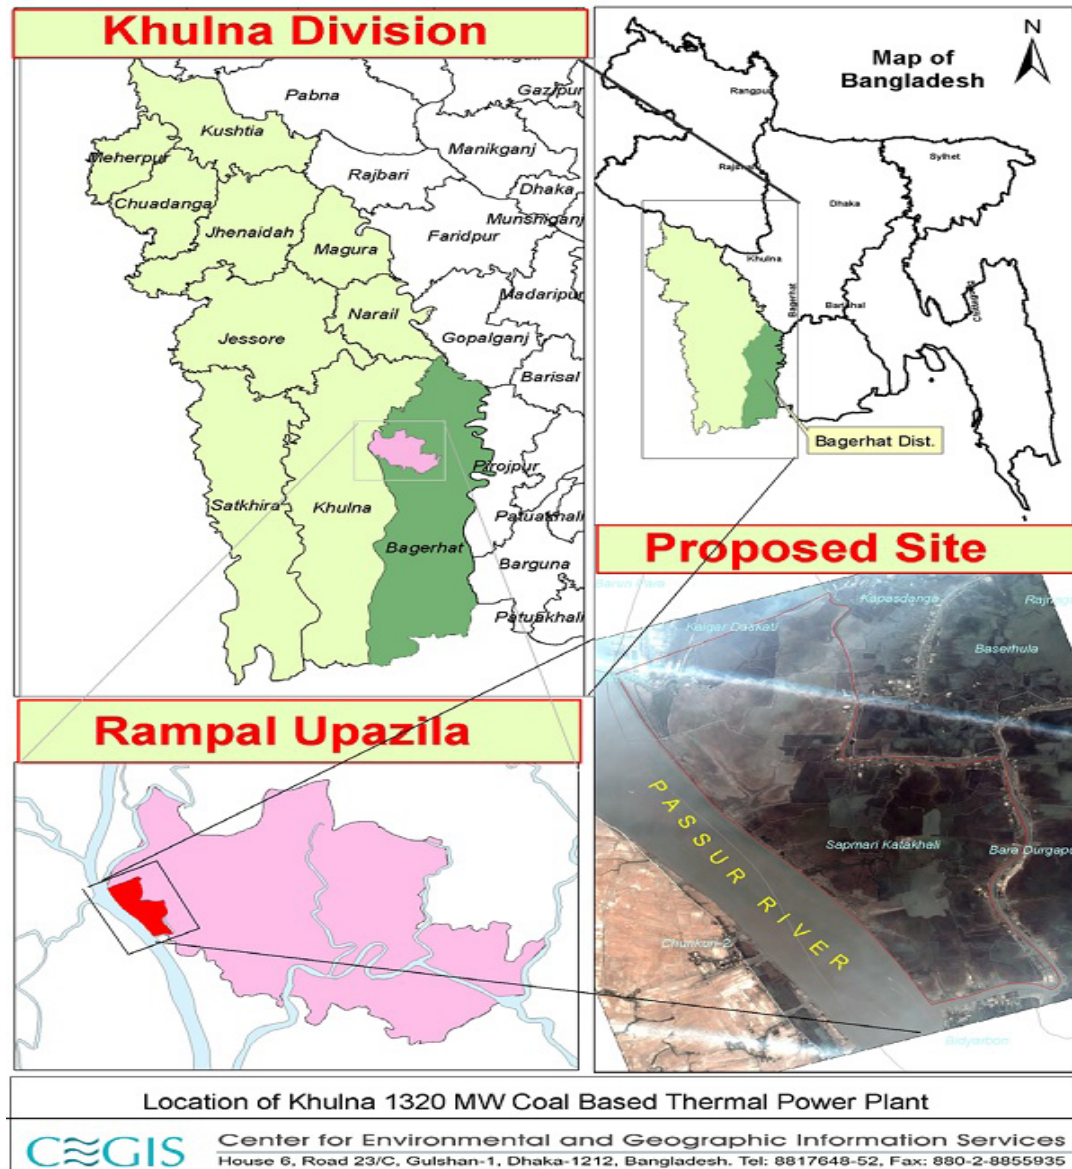 Khulna Division
Pabna
Gazipur
Kushtia
Manikganj
Meherpur
Rajbari
Dhaka
Chuadanga
Munshiganj
Jhenaidah
Faridpur
Magura
Madaripur
Narail
Jessore
Gopalganj
Barisal
Pirojpur
Satkhira
Khulna
Patuakhali
Bagerhat
Barguna
Patuakhali
N
Map of
Bangladesh
Rangpur
Sylhet
Dhaka
Khulna
Bagerhat
Bagerhat Dist.
Proposed Site
Kapasdanga
Baserhula
PASSUR RIVER
Sapmari Katakhali
Chunkuri-2
Rampal Upazila
Location of Khulna 1320 MW Coal Based Thermal Power Plant
CEGIS
Center for Environmental and Geographic Information Services
House 6, Road 23/C, Gulshan-1, Dhaka-1212, Bangladesh. Tel: 8817648-52, Fax: 880-2-8855935